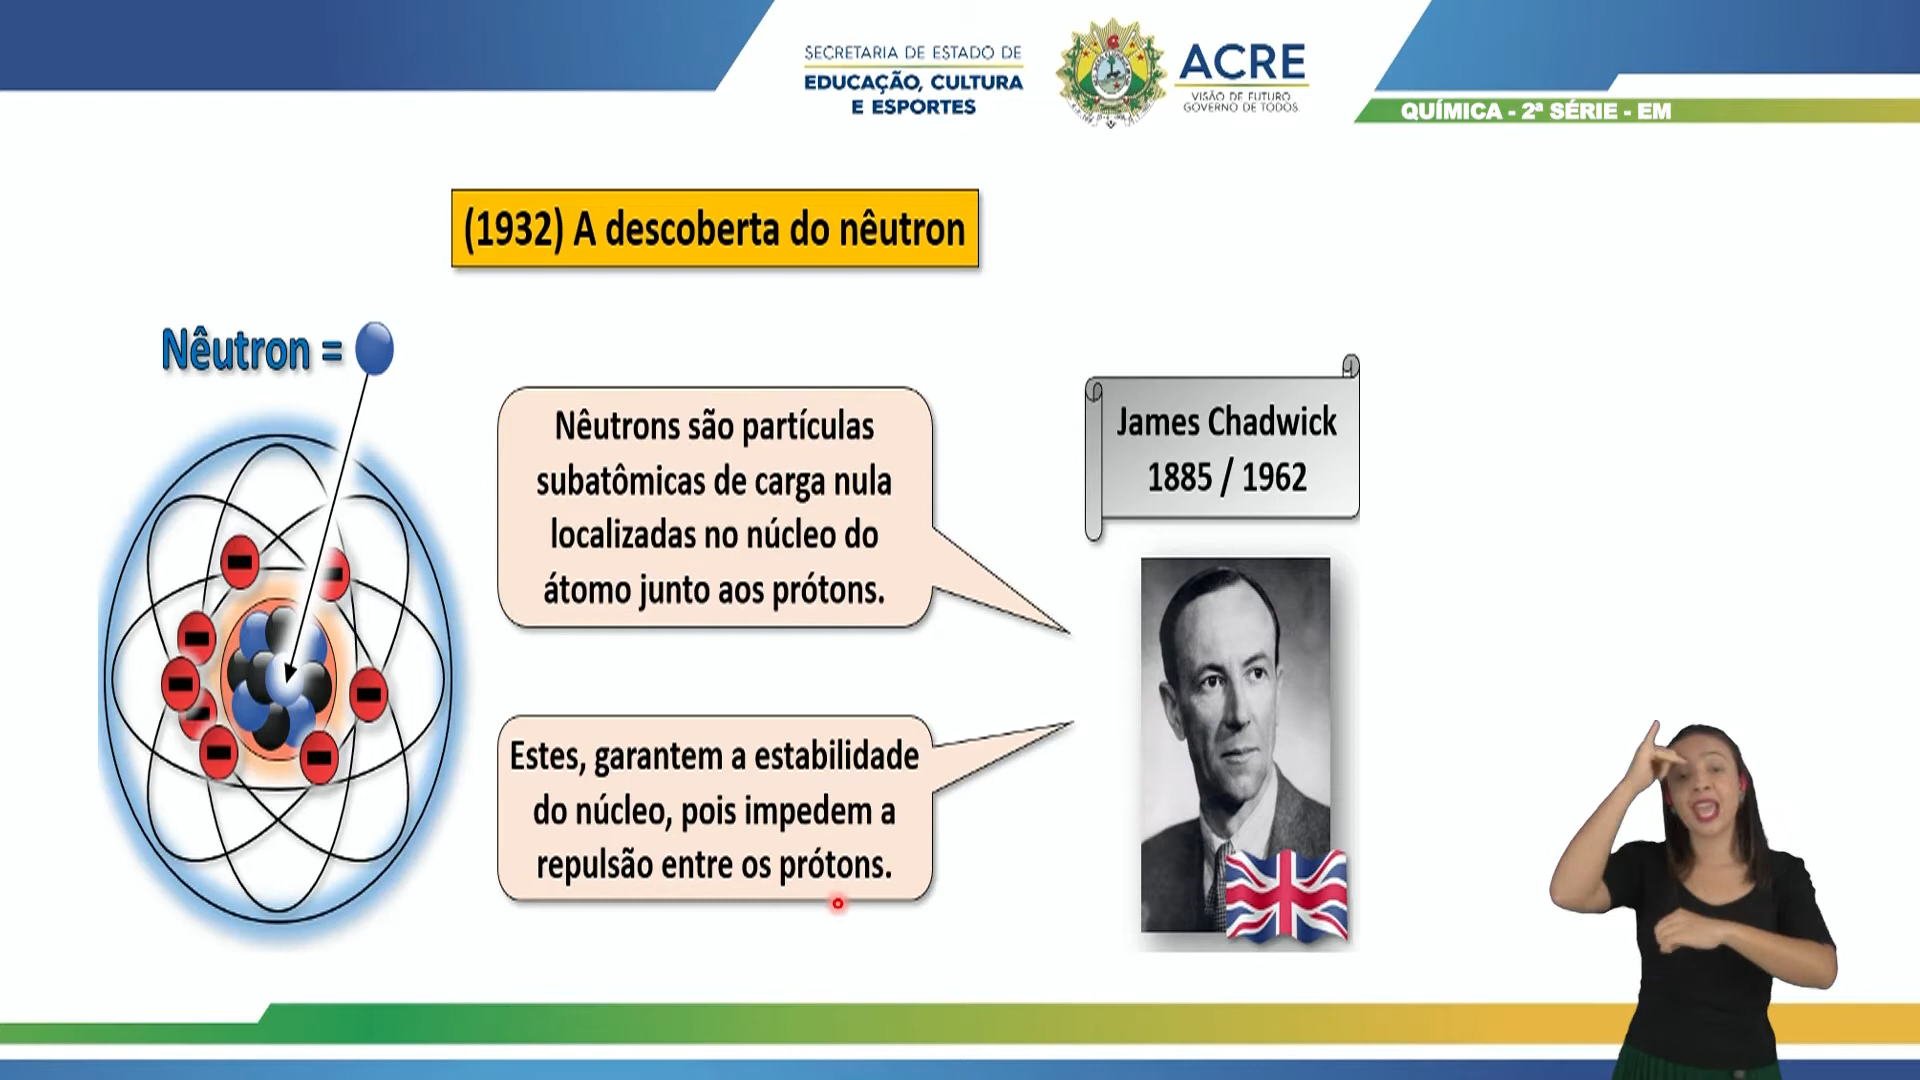 SECRETARIA DE ESTADO DE
EDUCAÇÃO, CULTURA
E ESPORTES
ACRE
VISÃO DE FUTURO
GOVERNO DE TODOS
QUÍMICA - 2ª SÉRIE - EM
(1932) A descoberta do nêutron
Nêutron =
Nêutrons são partículas
subatômicas de carga nula
localizadas no núcleo do
átomo junto aos prótons.
James Chadwick
1885 / 1962
Estes, garantem a estabilidade
do núcleo, pois impedem a
repulsão entre os prótons.